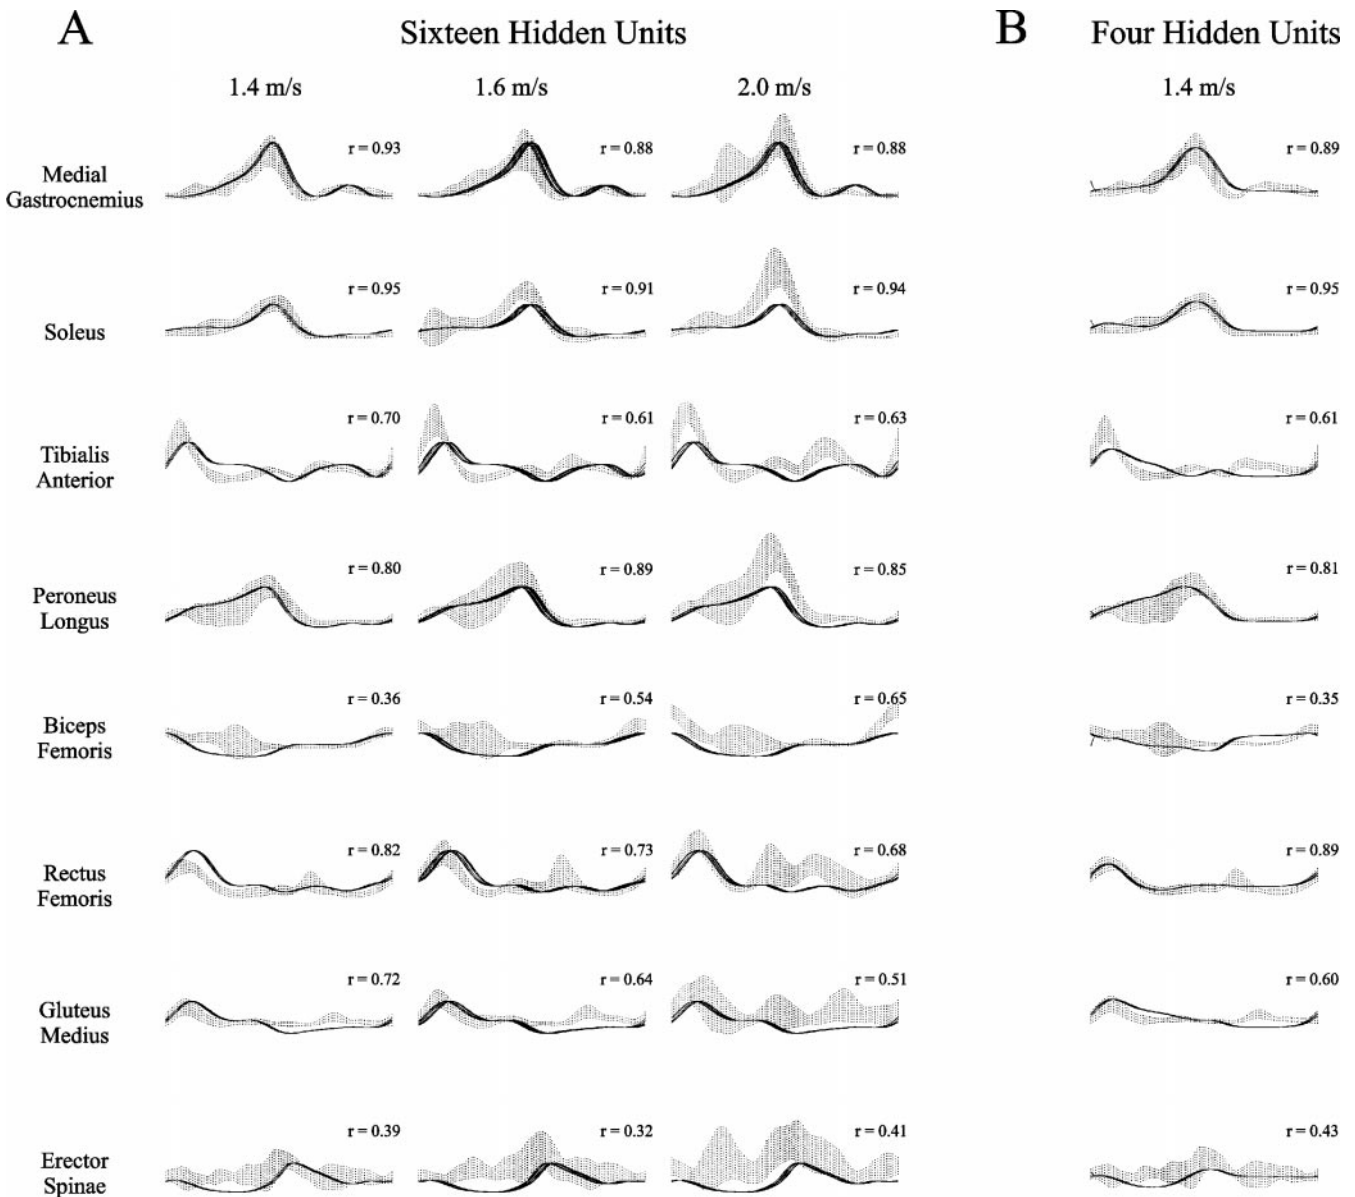 A
Sixteen Hidden Units
B
Four Hidden Units
1.4 m/s
1.6 m/s
2.0 m/s
1.4 m/s
Medial
Gastrocnemius
r = 0.93
r = 0.88
r = 0.88
r = 0.89
Soleus
r = 0.95
r = 0.91
r = 0.94
r = 0.95
Tibialis
Anterior
r = 0.70
r = 0.61
r = 0.63
r = 0.61
Peroneus
Longus
r = 0.80
r = 0.89
r = 0.85
r = 0.81
Biceps
Femoris
r = 0.36
r = 0.54
r = 0.65
r = 0.35
Rectus
Femoris
r = 0.82
r = 0.73
r = 0.68
r = 0.89
Gluteus
Medius
r = 0.72
r = 0.64
r = 0.51
r = 0.60
Erector
Spinae
r = 0.39
r = 0.32
r = 0.41
r = 0.43